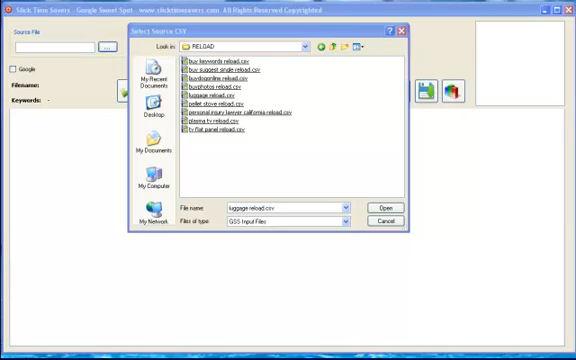 Slick Time Savers - Google Sweet Spot - www.slicktimesavers.com All Rights Reserved Copyrighted
Select Source CSV
Source File
Look in:
RELOAD
...
Google
Filename:
Keywords: -
My Recent
Documents
Desktop
My Documents
My Computer
My Network
buy keywords reload.csv
buy suggest single reload.csv
buydogonline reload.csv
buyphotos reload.csv
luggage reload.csv
pellet stove reload.csv
personal injury lawyer california reload.csv
plasma tv reload.csv
tv flat panel reload.csv
File name:
luggage reload.csv
Open
Files of type:
GSS Input Files
Cancel